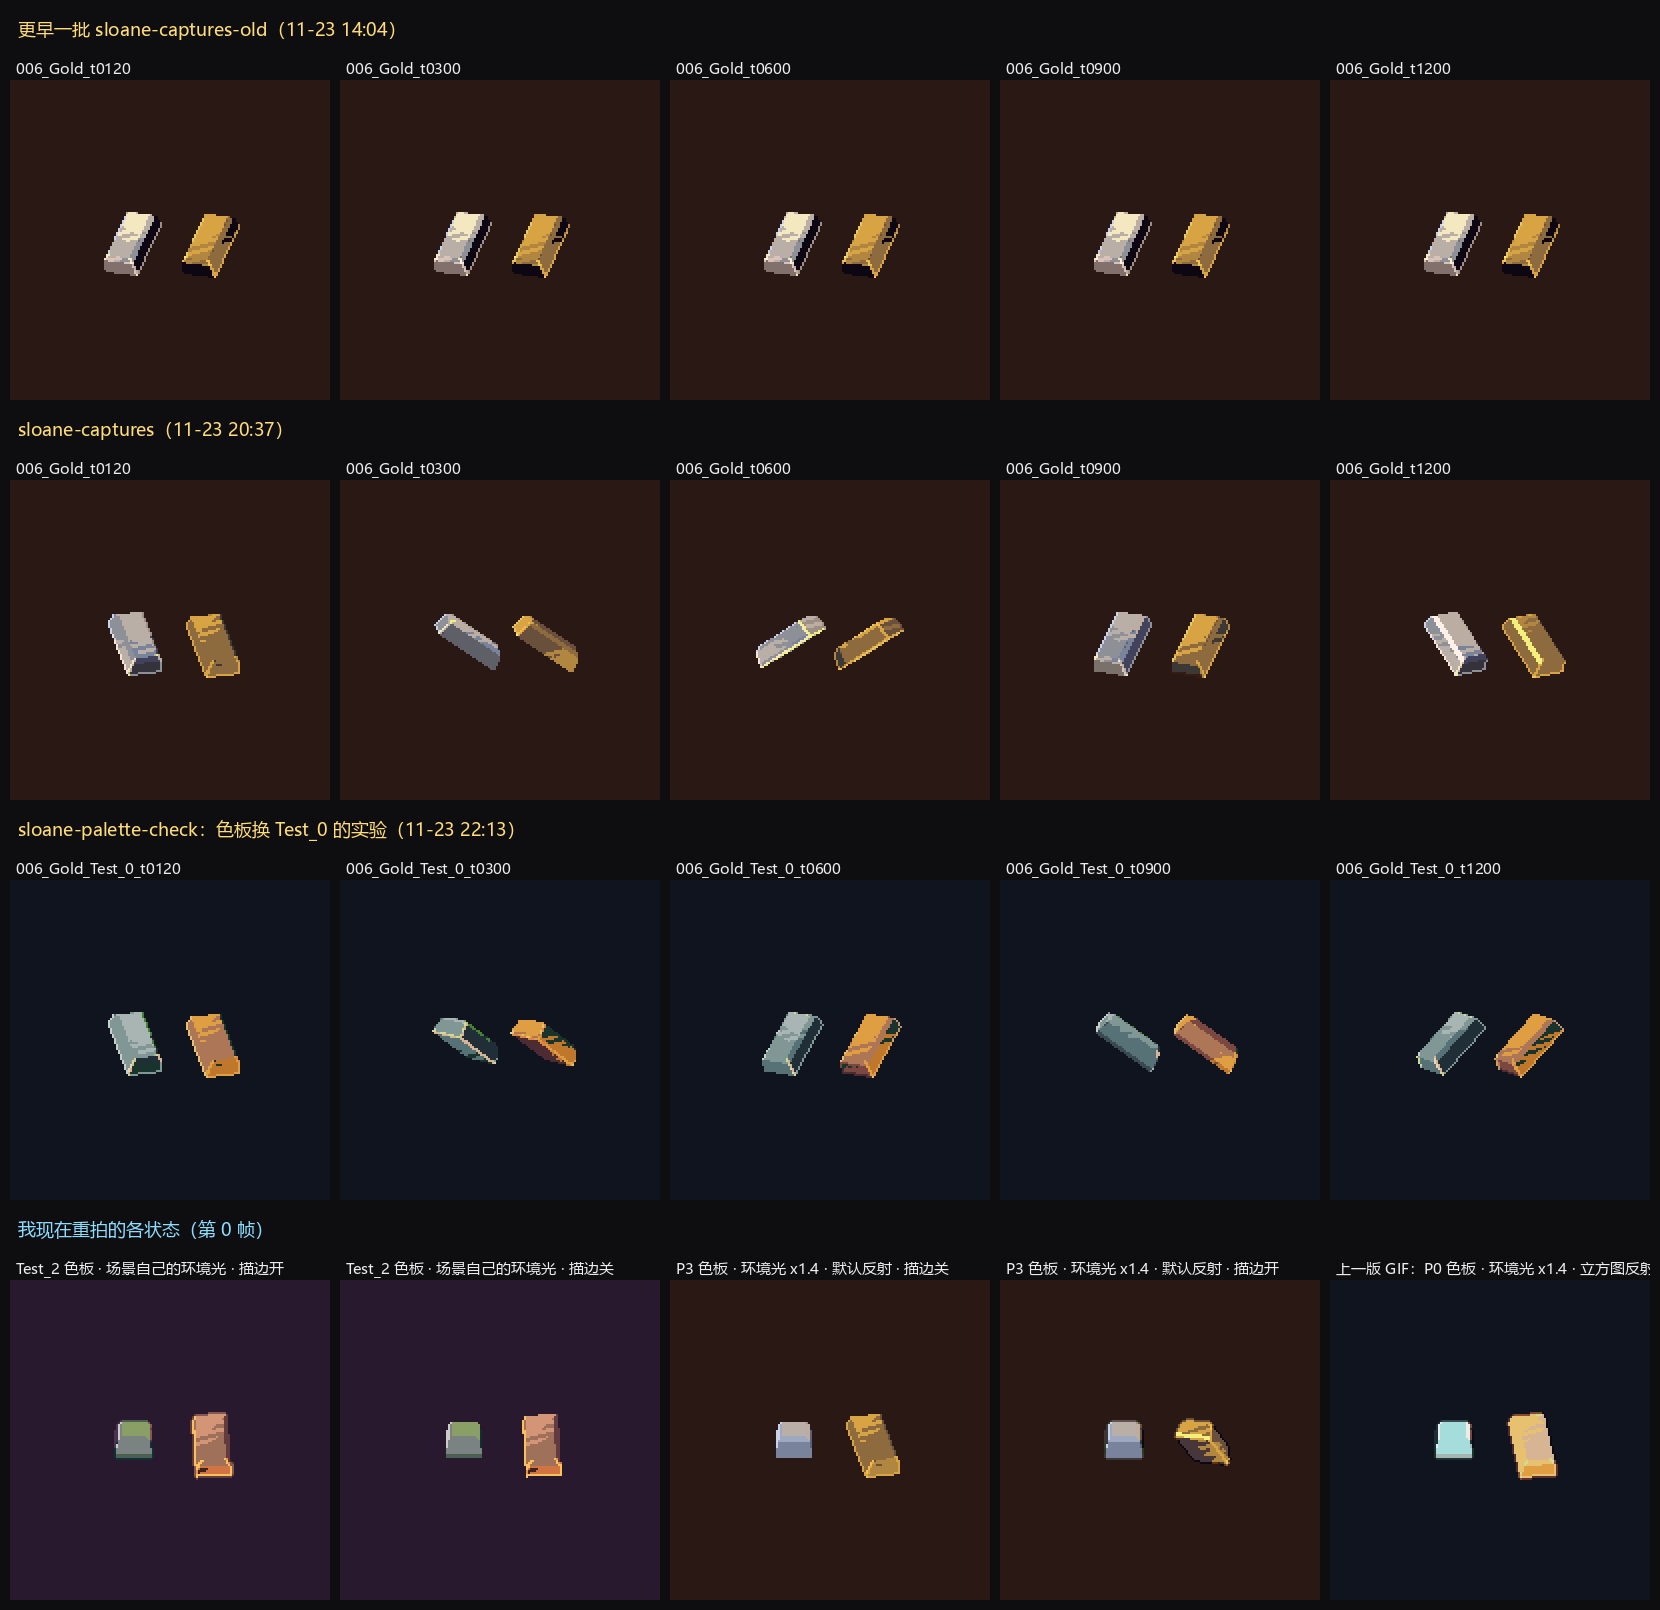 更早一批 sloane-captures-old（11-23 14:04）
006_Gold_t0120
006_Gold_t0300
006_Gold_t0600
006_Gold_t0900
006_Gold_t1200
sloane-captures（11-23 20:37）
006_Gold_t0120
006_Gold_t0300
006_Gold_t0600
006_Gold_t0900
006_Gold_t1200
sloane-palette-check：色板换 Test_0 的实验（11-23 22:13）
006_Gold_Test_0_t0120
006_Gold_Test_0_t0300
006_Gold_Test_0_t0600
006_Gold_Test_0_t0900
006_Gold_Test_0_t1200
我现在重拍的各状态（第 0 帧）
Test_2 色板 · 场景自己的环境光 · 描边开
Test_2 色板 · 场景自己的环境光 · 描边关
P3 色板 · 环境光 x1.4 · 默认反射 · 描边关
P3 色板 · 环境光 x1.4 · 默认反射 · 描边开
上一版 GIF：P0 色板 · 环境光 x1.4 · 立方图反射